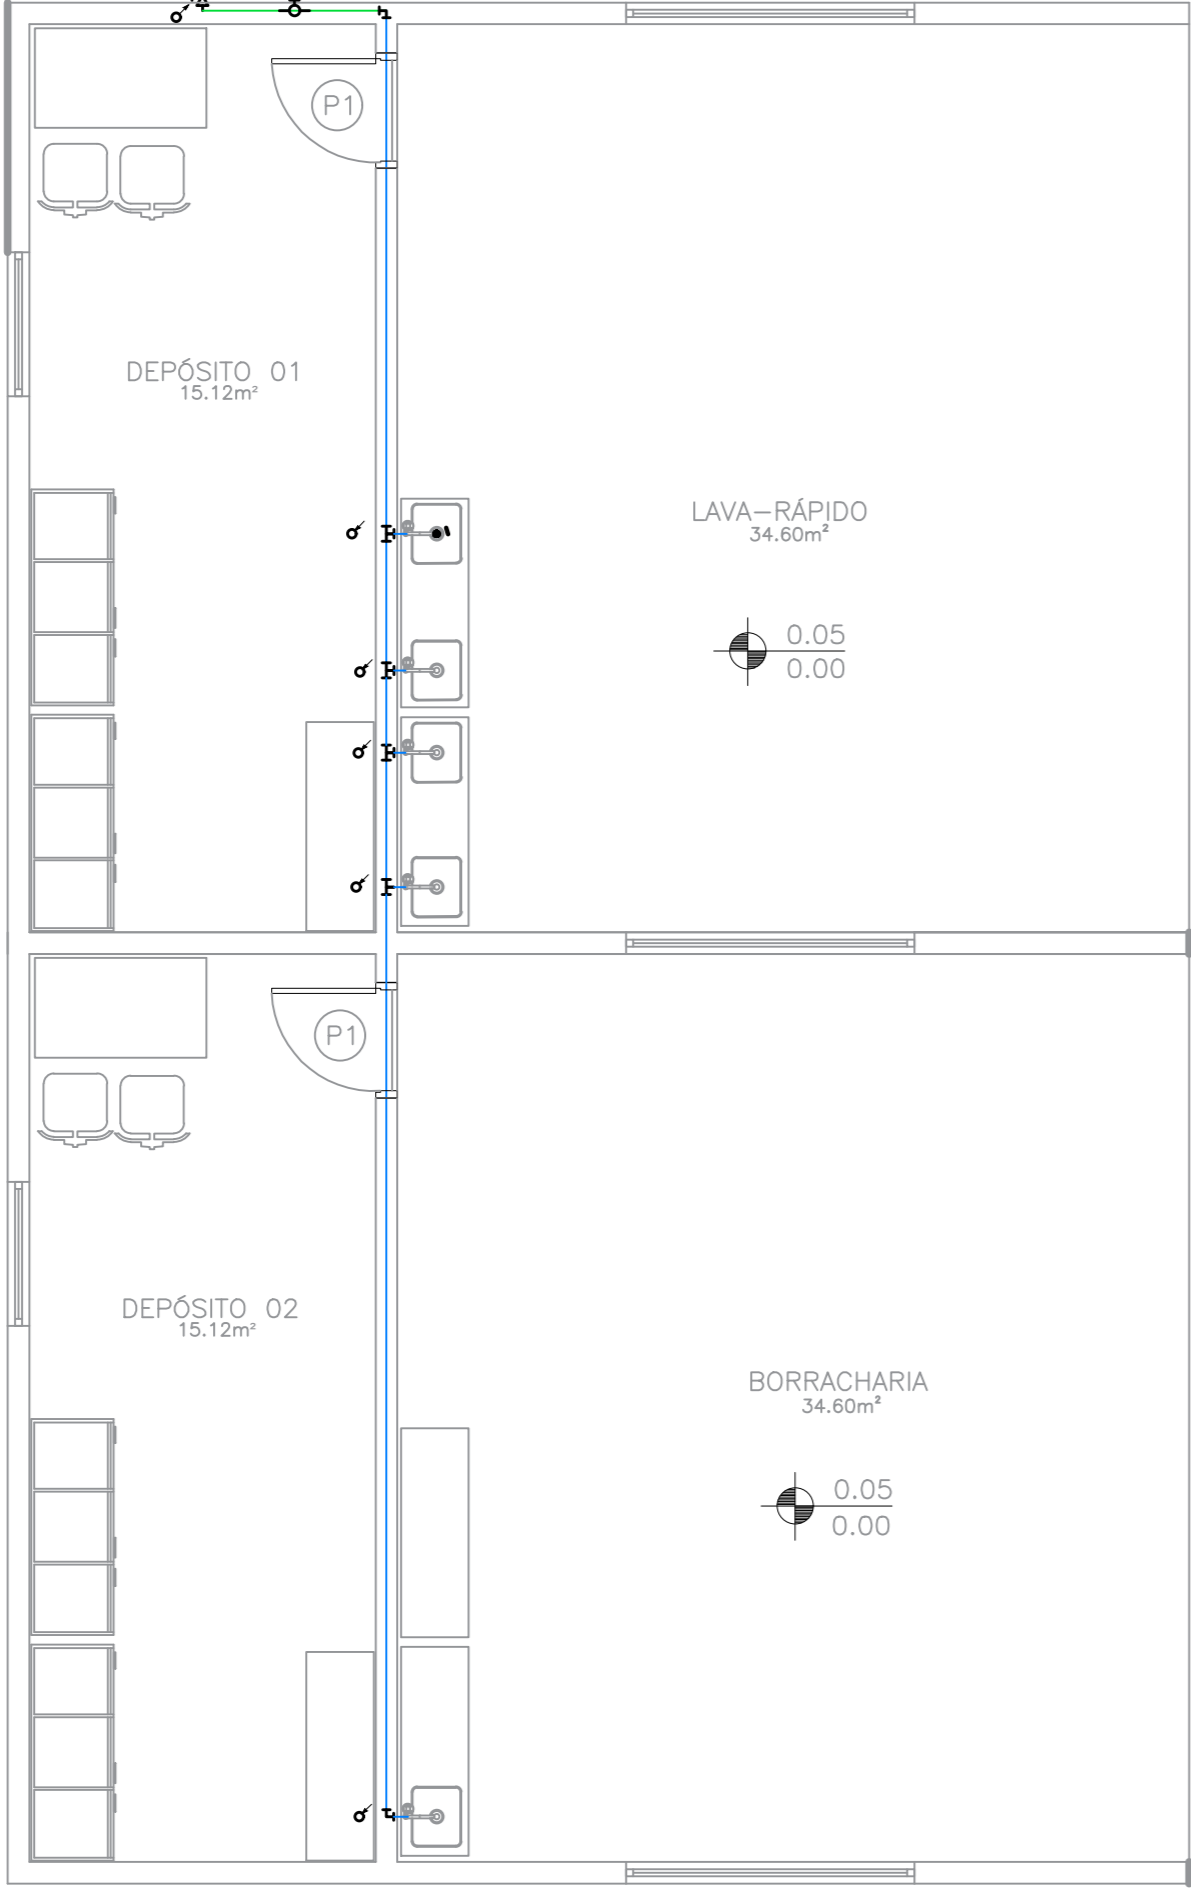 P1
DEPÓSITO 01
15.12m²
LAVA-RÁPIDO
34.60m²
0.05
0.00
P1
DEPÓSITO 02
15.12m²
BORRACHARIA
34.60m²
0.05
0.00